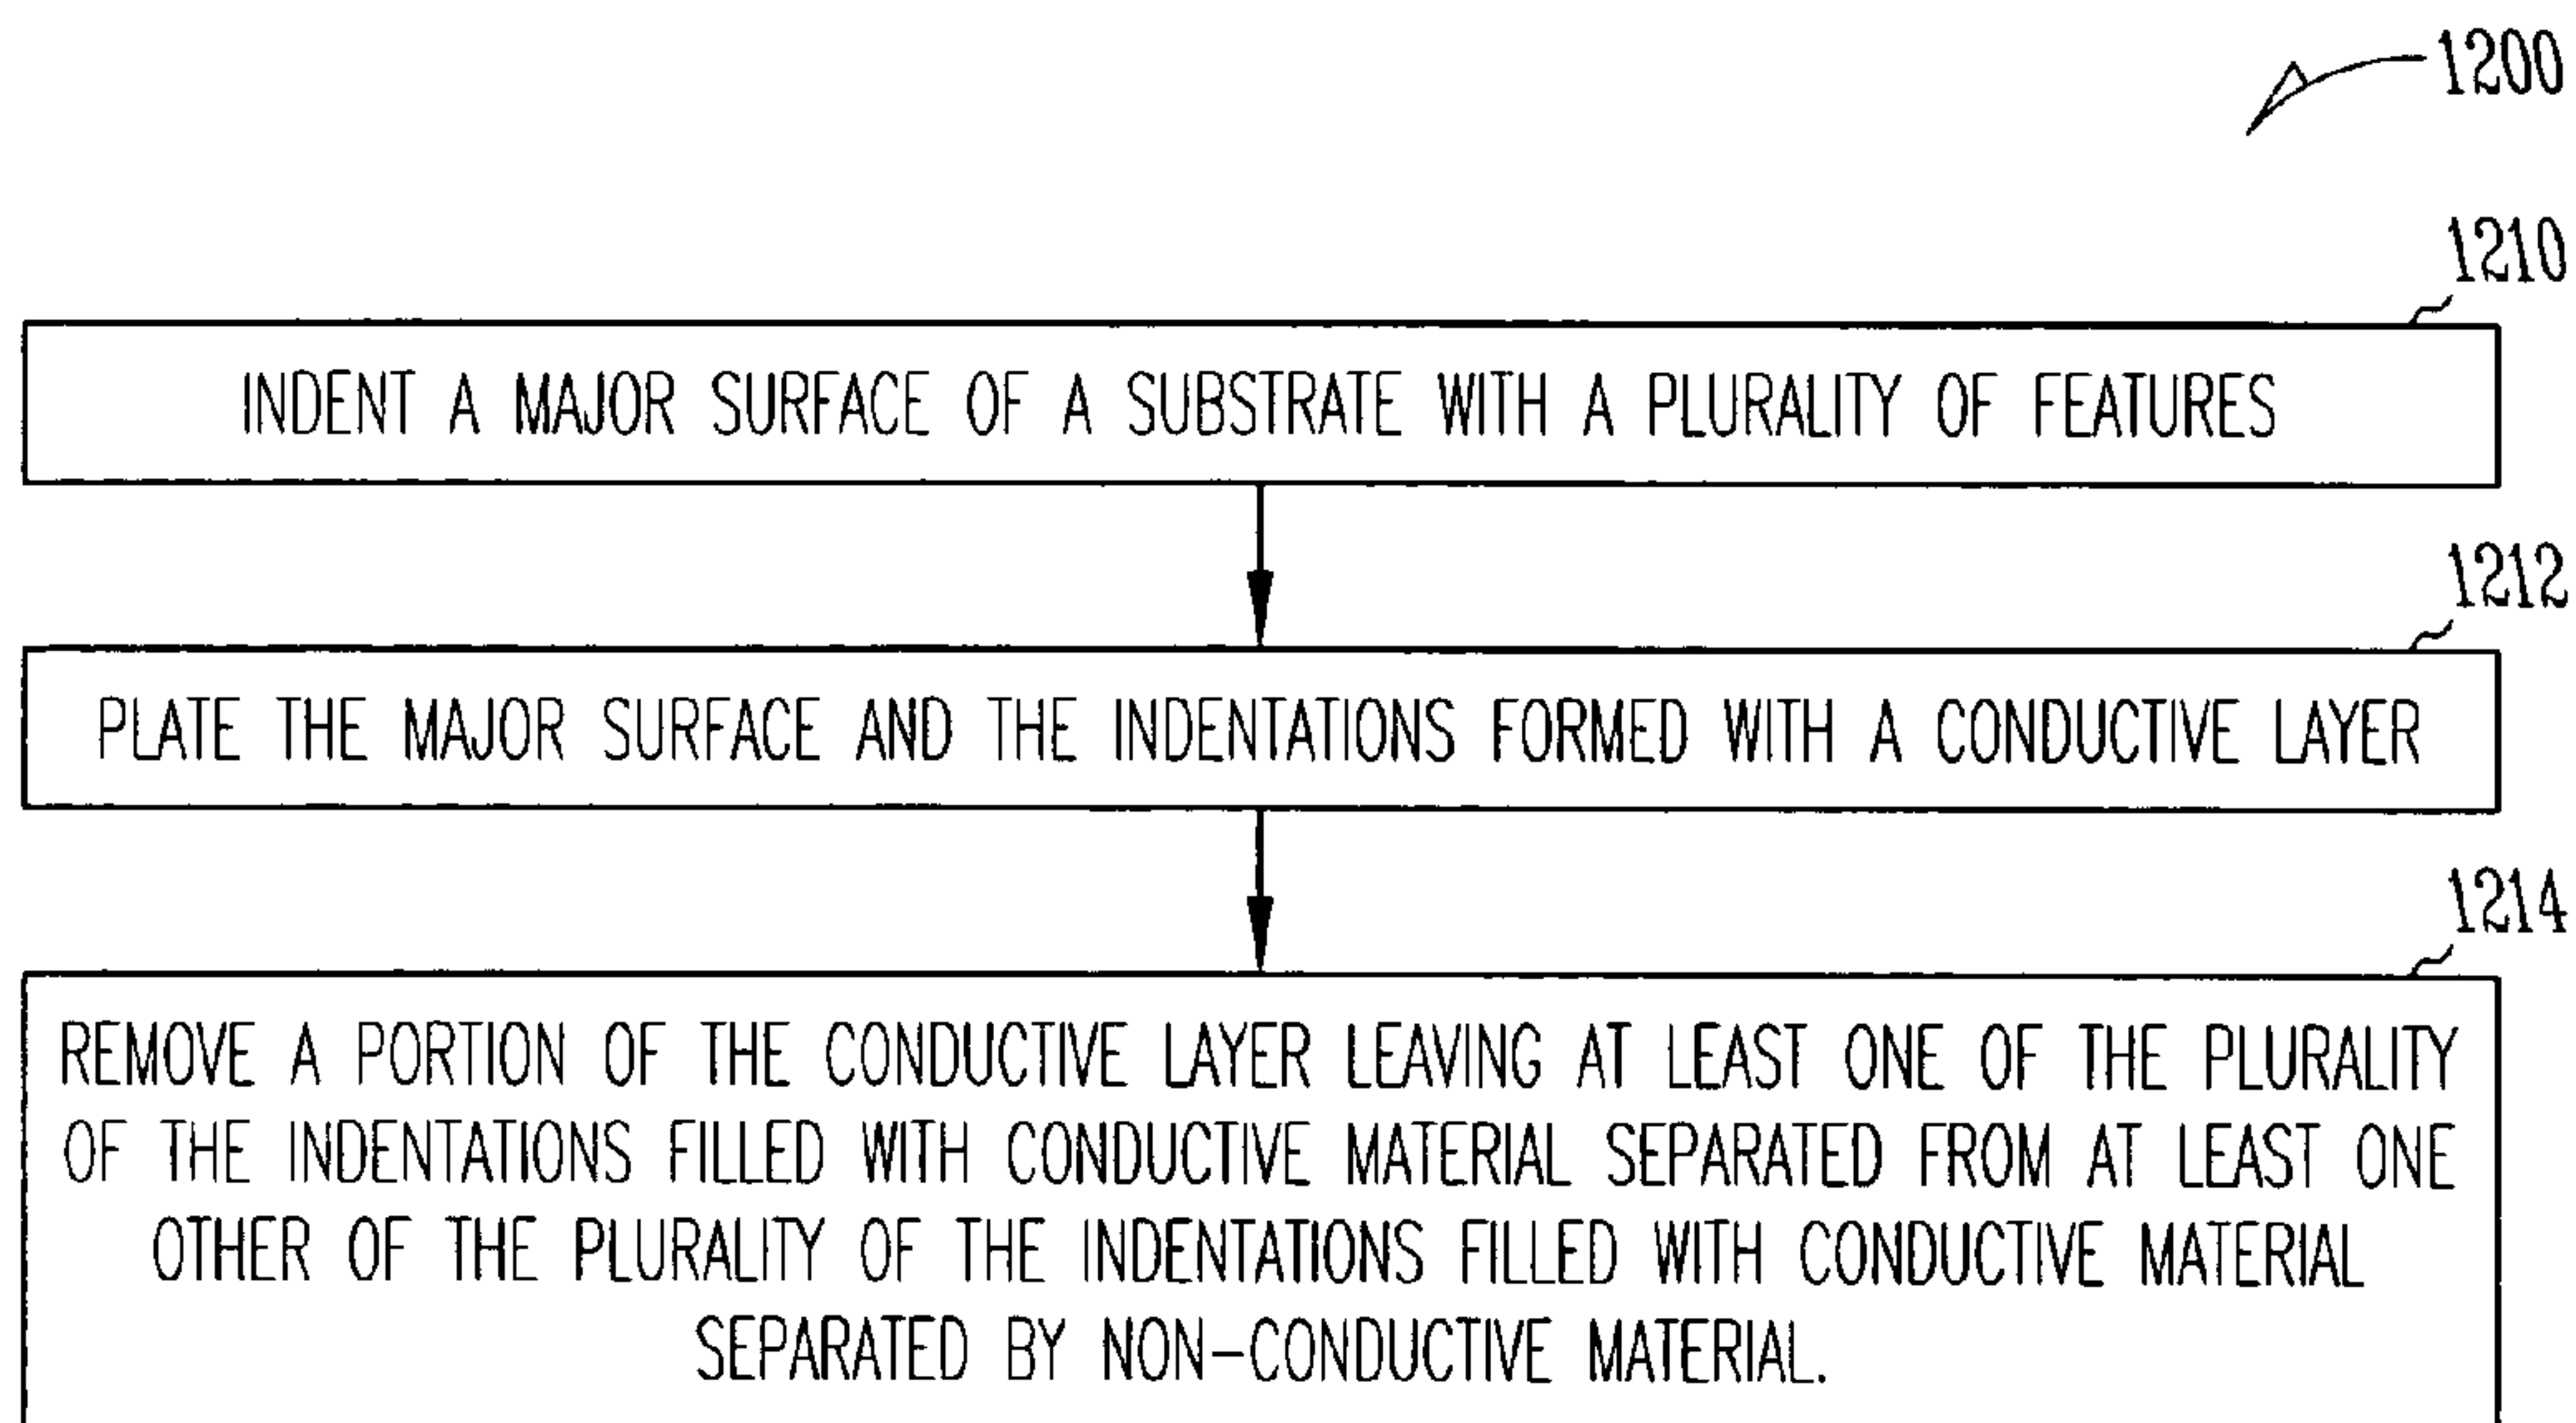 1200
1210
INDENT A MAJOR SURFACE OF A SUBSTRATE WITH A PLURALITY OF FEATURES
1212
PLATE THE MAJOR SURFACE AND THE INDENTATIONS FORMED WITH A CONDUCTIVE LAYER
1214
REMOVE A PORTION OF THE CONDUCTIVE LAYER LEAVING AT LEAST ONE OF THE PLURALITY
OF THE INDENTATIONS FILLED WITH CONDUCTIVE MATERIAL SEPARATED FROM AT LEAST ONE
OTHER OF THE PLURALITY OF THE INDENTATIONS FILLED WITH CONDUCTIVE MATERIAL
SEPARATED BY NON-CONDUCTIVE MATERIAL.